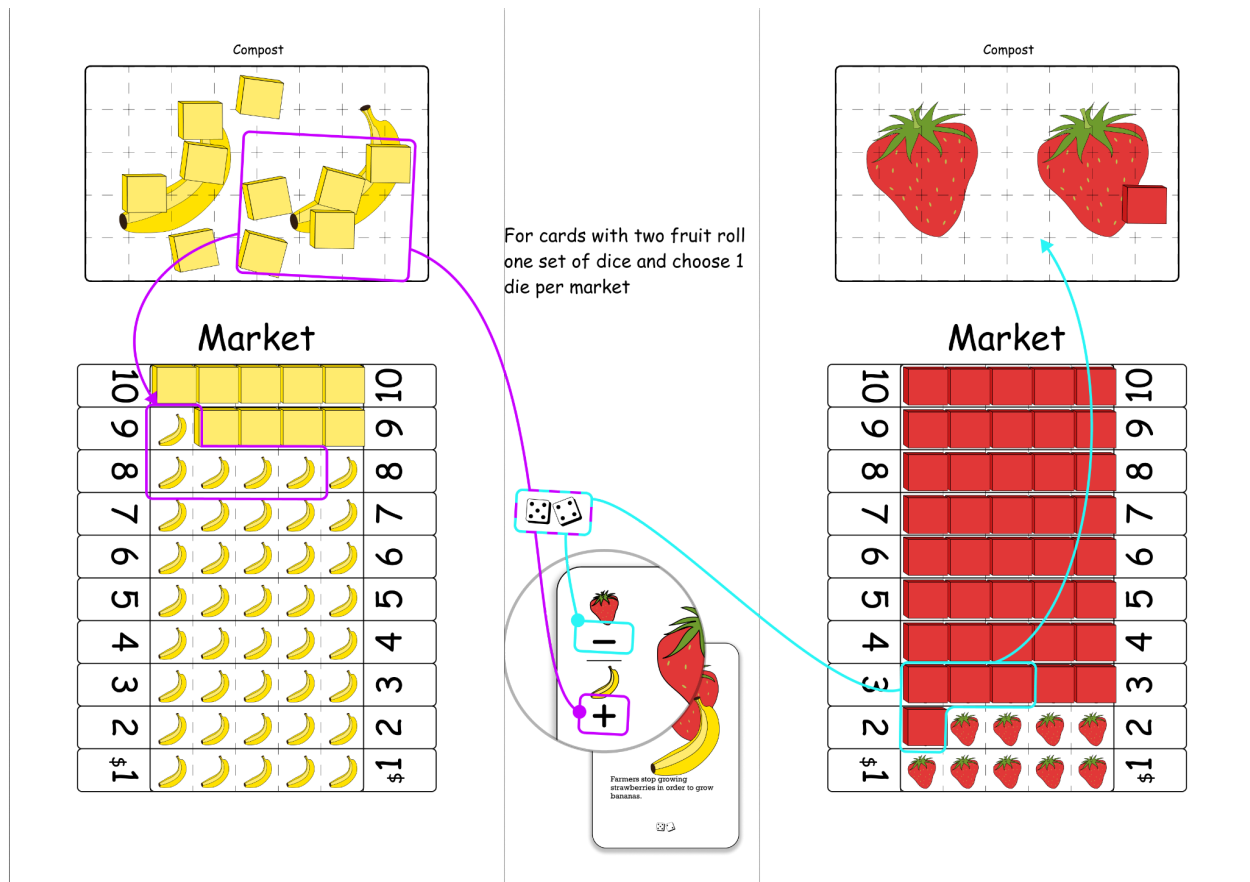 Compost
Market
10 10
9 9
8 8
7 7
6 6
5 5
4 4
3 3
2 2
$1 $1
For cards with two fruit roll
one set of dice and choose 1
die per market
−
+
Farmers stop growing
strawberries in order to grow
bananas.
Compost
Market
10 10
9 9
8 8
7 7
6 6
5 5
4 4
3 3
2 2
$1 $1